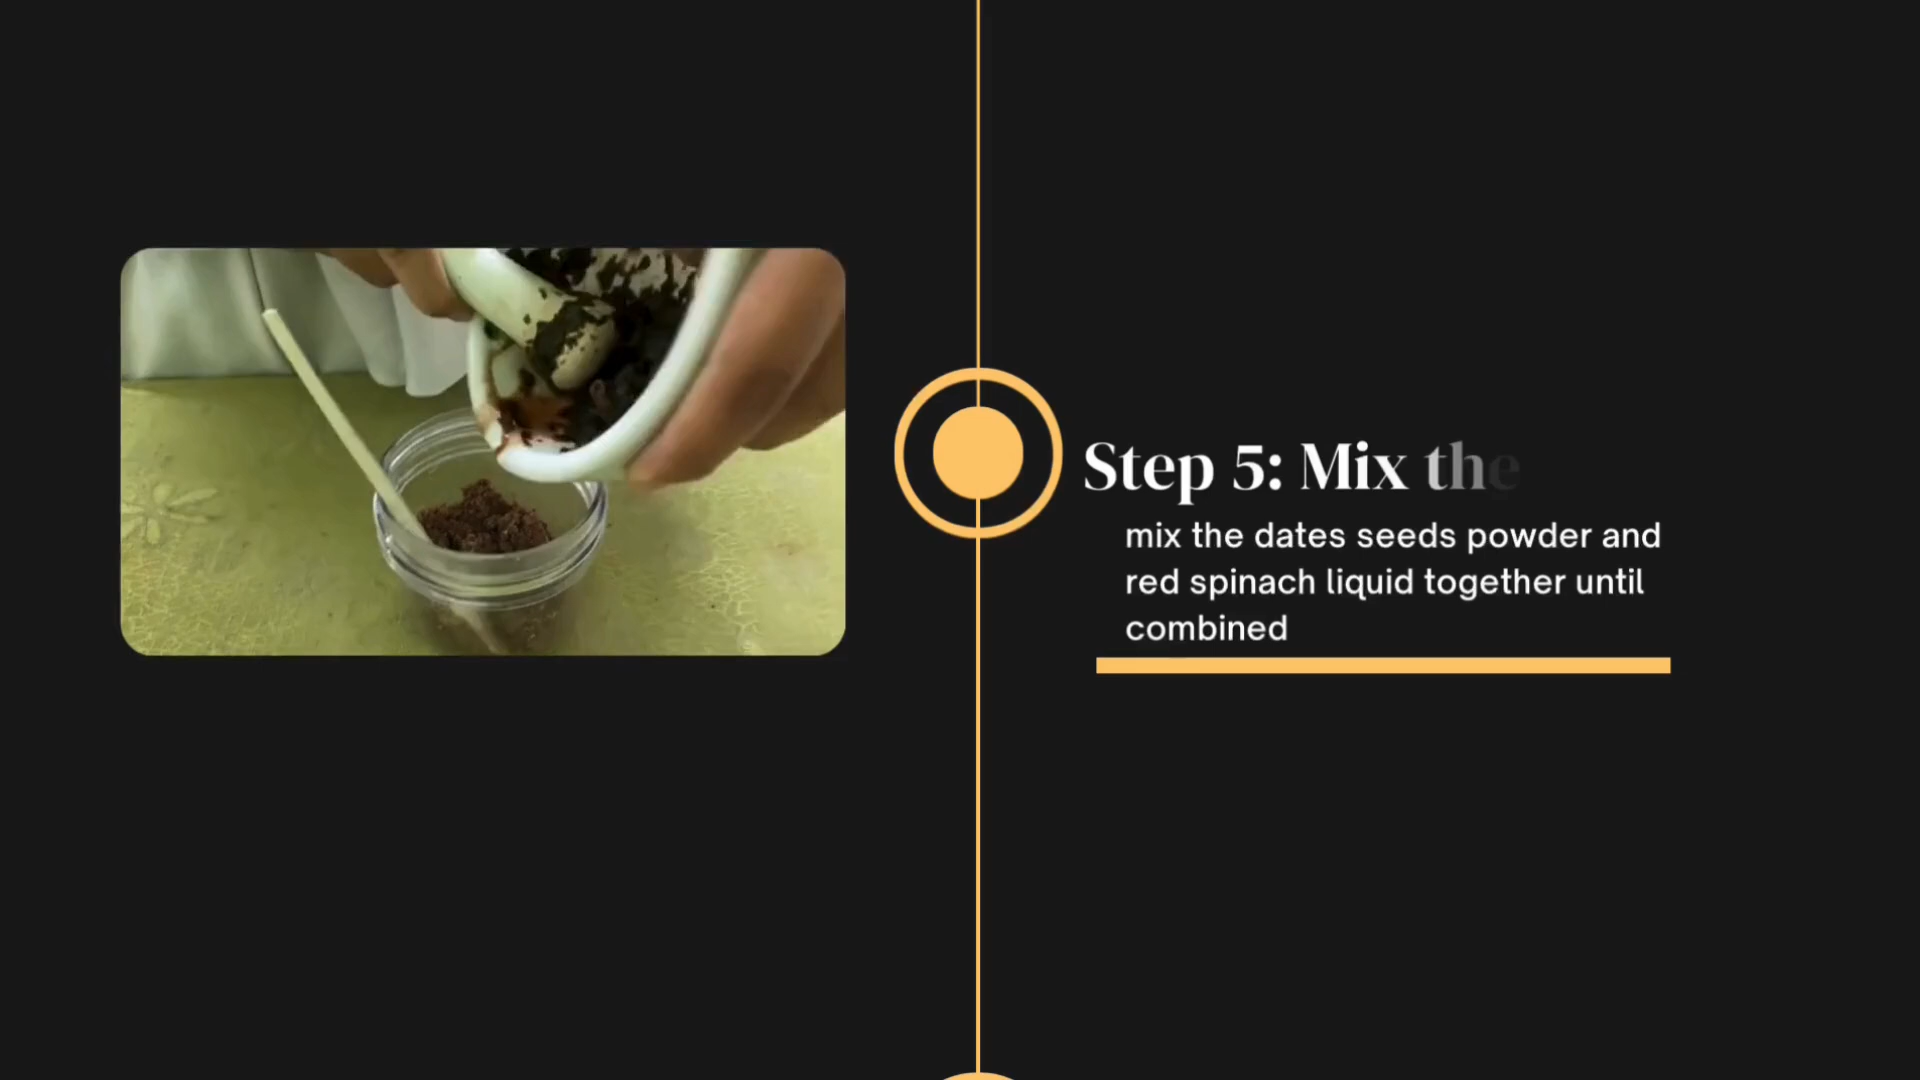 Step 5: Mix the
mix the dates seeds powder and
red spinach liquid together until
combined